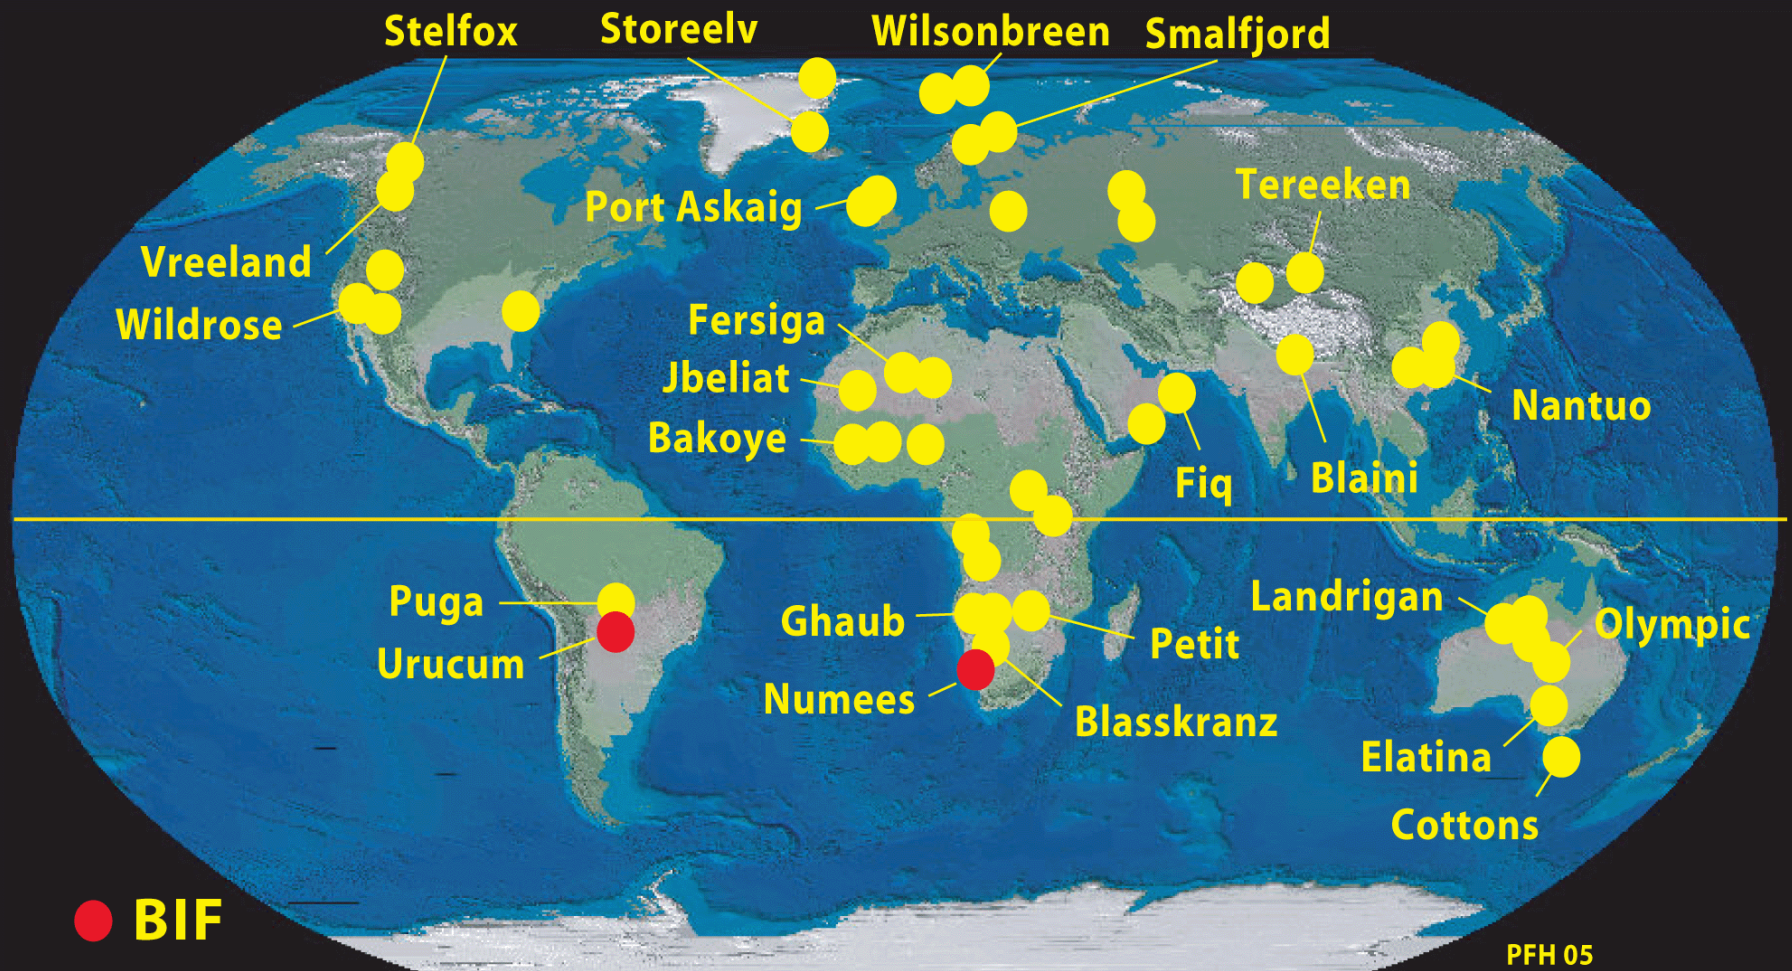 Stelfox
Storeelv
Wilsonbreen
Smalfjord
Port Askaig
Tereeken
Vreeland
Wildrose
Fersiga
Jbeliat
Bakoye
Nantuo
Fiq
Blaini
Puga
Urucum
Ghaub
Numees
Petit
Blasskranz
Landrigan
Olympic
Elatina
Cottons
BIF
PFH 05